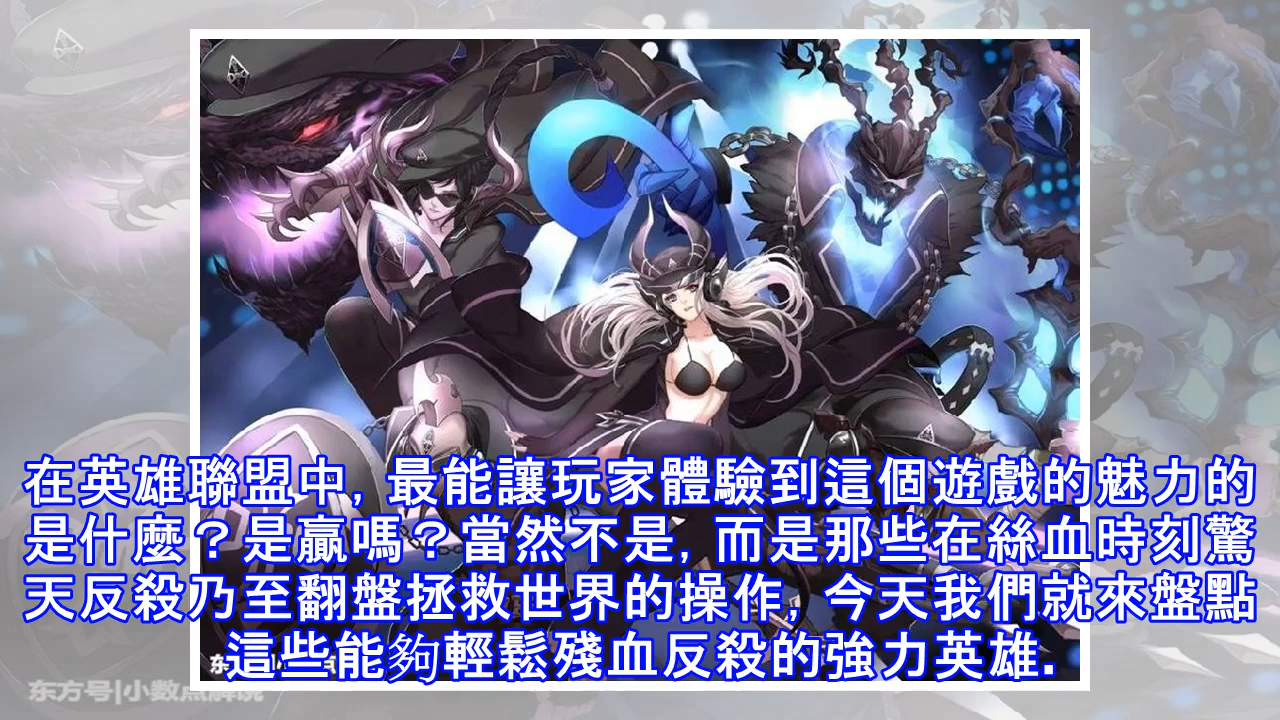 在英雄聯盟中, 最能讓玩家體驗到這個遊戲的魅力的
是什麼？是贏嗎？當然不是, 而是那些在絲血時刻驚
天反殺乃至翻盤拯救世界的操作, 今天我們就來盤點
這些能夠輕鬆殘血反殺的強力英雄.
东方号|小数点解说